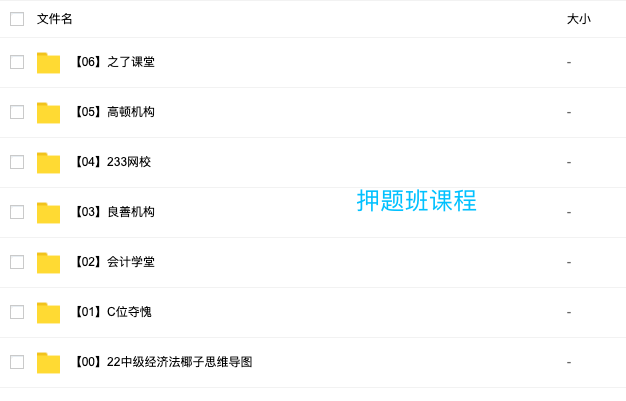 文件名 大小
【06】之了课堂 -
【05】高顿机构 -
【04】233网校 -
押题班课程
【03】良善机构 -
【02】会计学堂 -
【01】C位夺愧 -
【00】22中级经济法椰子思维导图 -